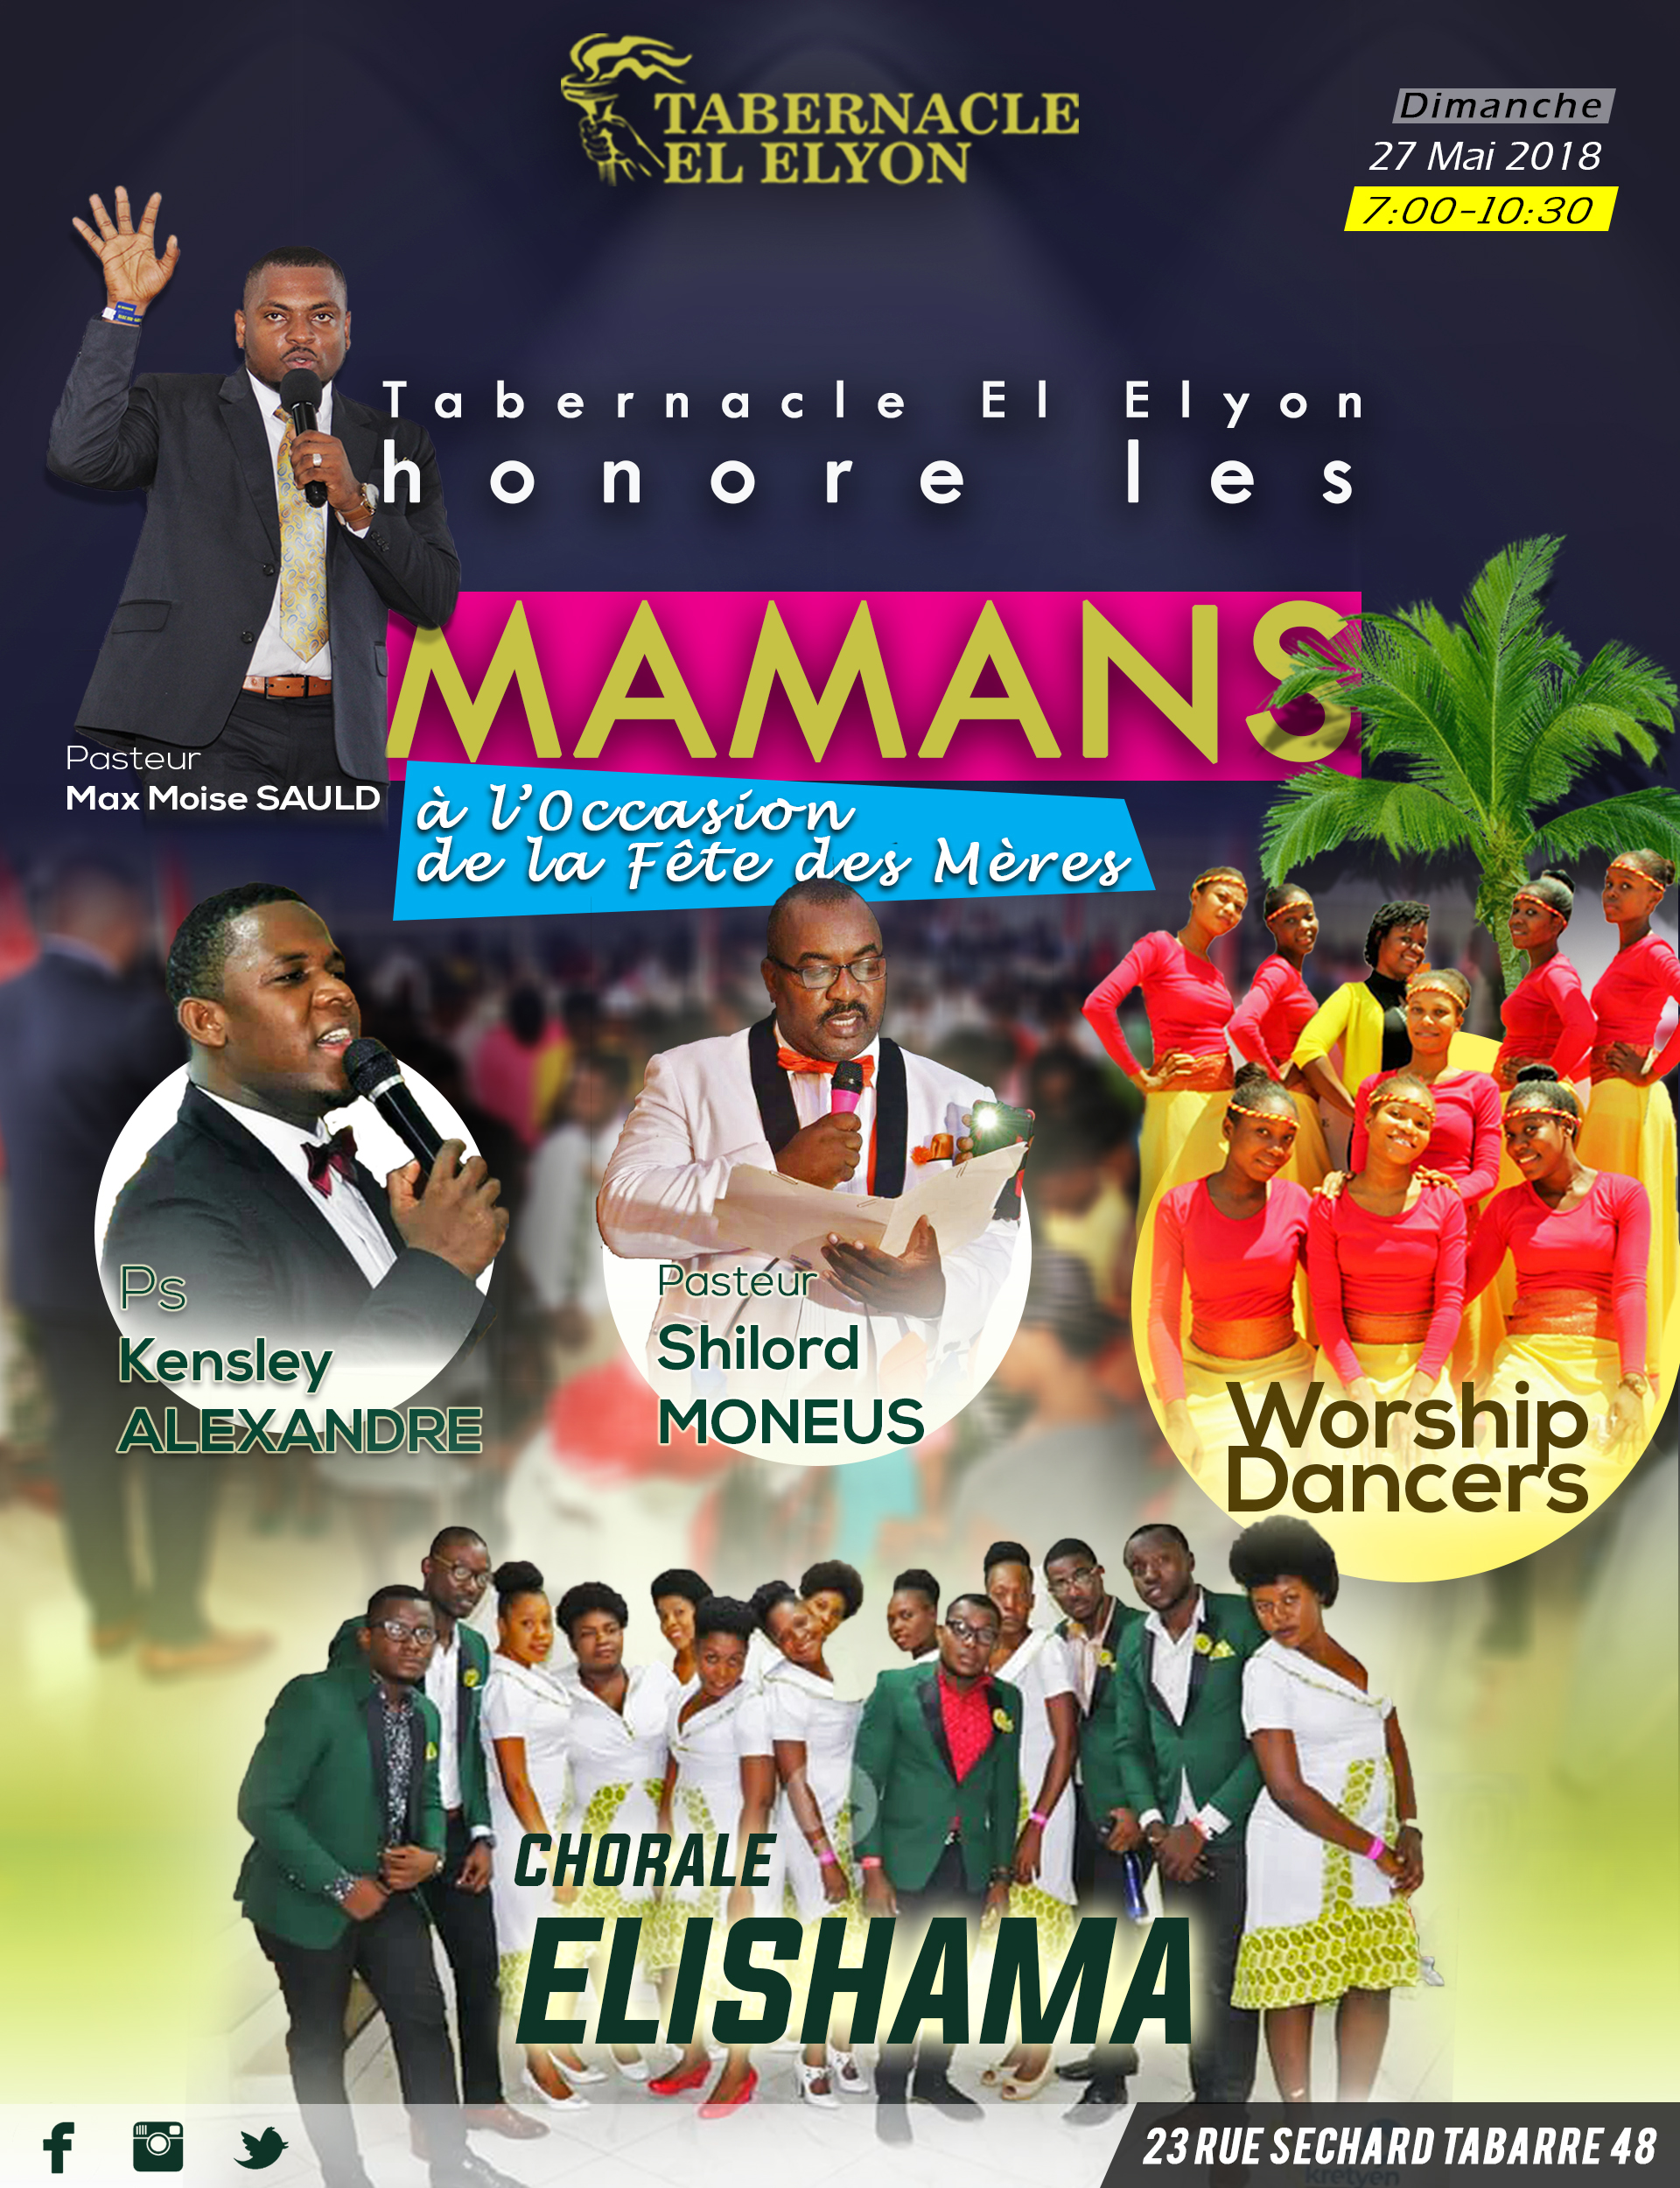 TABERNACLE
EL ELYON
Dimanche
27 Mai 2018
7:00-10:30
Tabernacle El Elyon
honore les
MAMANS
à l'Occasion
de la Fête des Mères
Pasteur
Max Moise SAULD
Ps
Kensley
ALEXANDRE
Pasteur
Shilord
MONEUS
Worship
Dancers
CHORALE
ELISHAMA
23 RUE SECHARD TABARRE 48
kretyen